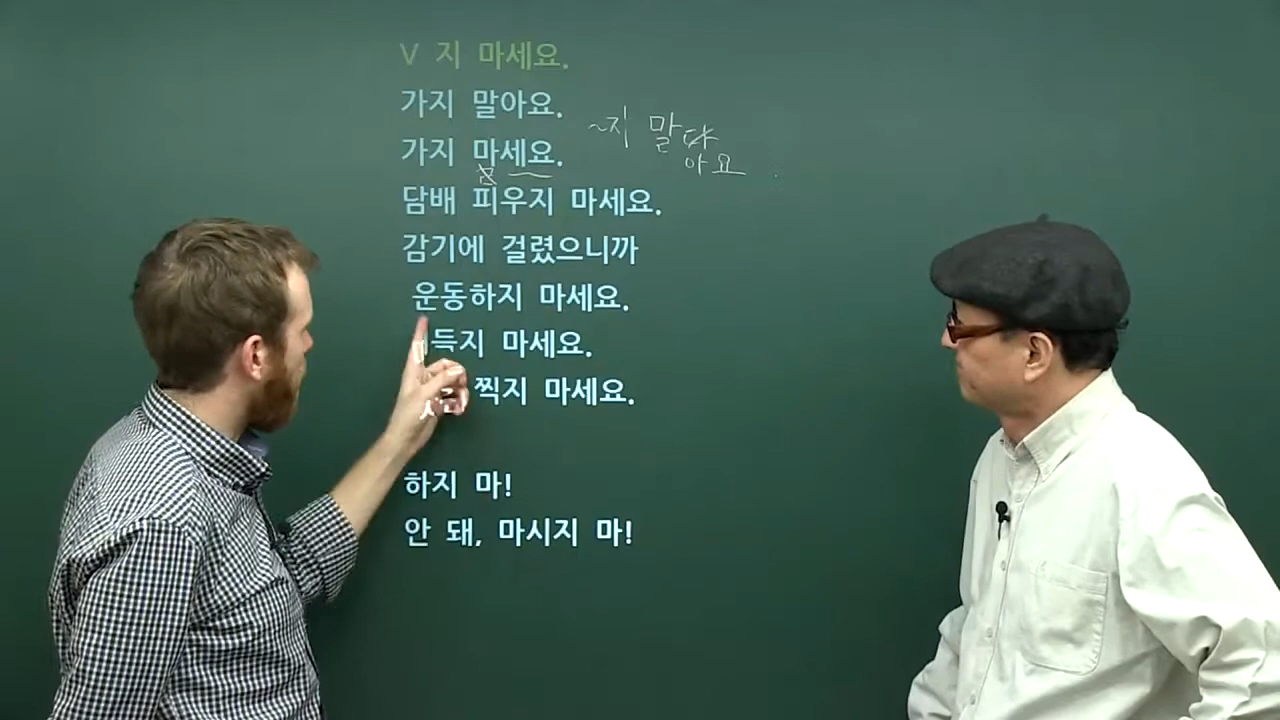 V 지 마세요.
가지 말아요.
~지 말다
아요
가지 마세요.
담배 피우지 마세요.
감기에 걸렸으니까
운동하지 마세요.
마세요.
찍지 마세요.
하지 마!
안 돼, 마시지 마!